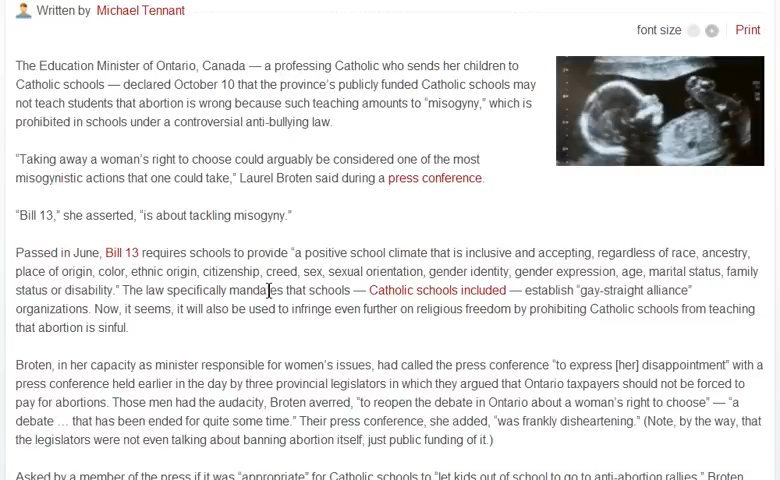 Written by Michael Tennant
font size Print
The Education Minister of Ontario, Canada — a professing Catholic who sends her children to
Catholic schools — declared October 10 that the province's publicly funded Catholic schools may
not teach students that abortion is wrong because such teaching amounts to "misogyny," which is
prohibited in schools under a controversial anti-bullying law.
"Taking away a woman's right to choose could arguably be considered one of the most
misogynistic actions that one could take," Laurel Broten said during a press conference.
"Bill 13," she asserted, "is about tackling misogyny."
Passed in June, Bill 13 requires schools to provide "a positive school climate that is inclusive and accepting, regardless of race, ancestry,
place of origin, color, ethnic origin, citizenship, creed, sex, sexual orientation, gender identity, gender expression, age, marital status, family
status or disability." The law specifically mandates that schools — Catholic schools included — establish "gay-straight alliance"
organizations. Now, it seems, it will also be used to infringe even further on religious freedom by prohibiting Catholic schools from teaching
that abortion is sinful.
Broten, in her capacity as minister responsible for women's issues, had called the press conference "to express [her] disappointment" with a
press conference held earlier in the day by three provincial legislators in which they argued that Ontario taxpayers should not be forced to
pay for abortions. Those men had the audacity, Broten averred, "to reopen the debate in Ontario about a woman's right to choose" — "a
debate … that has been ended for quite some time." Their press conference, she added, "was frankly disheartening." (Note, by the way, that
the legislators were not even talking about banning abortion itself, just public funding of it.)
Asked by a member of the press if it was "appropriate" for Catholic schools to "let kids out of school to go to anti-abortion rallies," Broten